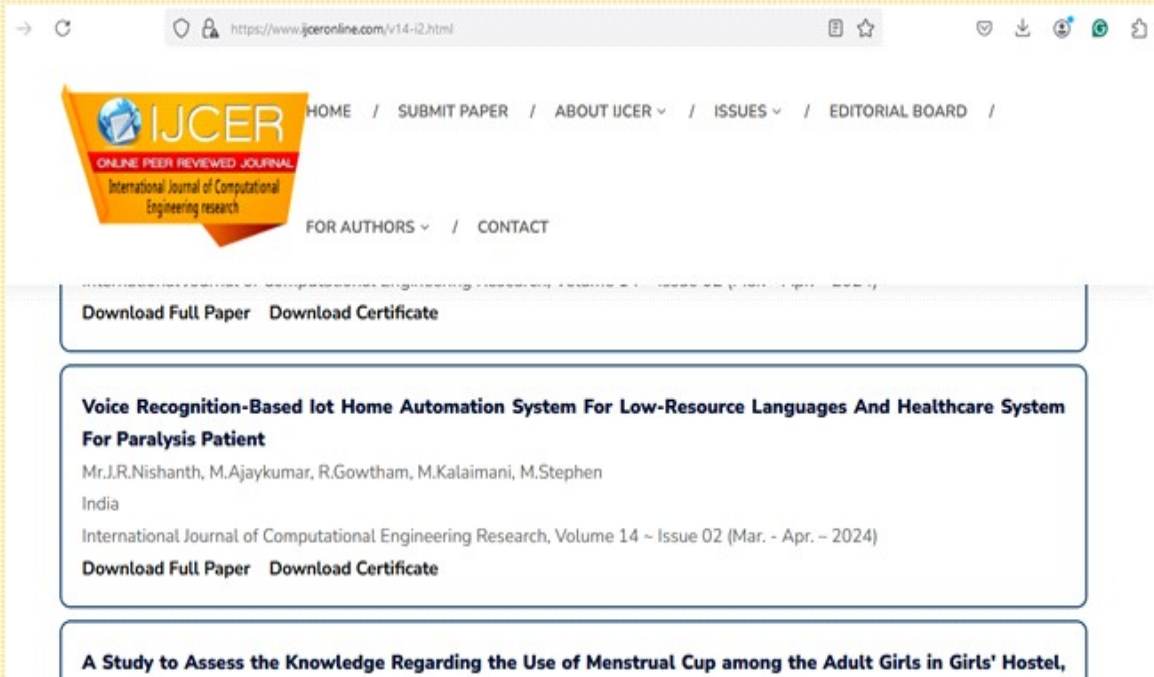 https://www.ijceronline.com/v14-i2.html
IJCER
ONLINE PEER REVIEWED JOURNAL
International Journal of Computational
Engineering research
HOME / SUBMIT PAPER / ABOUT IJCER / ISSUES / EDITORIAL BOARD /
FOR AUTHORS / CONTACT
Download Full Paper Download Certificate
Voice Recognition-Based Iot Home Automation System For Low-Resource Languages And Healthcare System
For Paralysis Patient
Mr.J.R.Nishanth, M.Ajaykumar, R.Gowtham, M.Kalaimani, M.Stephen
India
International Journal of Computational Engineering Research, Volume 14 ~ Issue 02 (Mar. - Apr. – 2024)
Download Full Paper Download Certificate
A Study to Assess the Knowledge Regarding the Use of Menstrual Cup among the Adult Girls in Girls' Hostel,